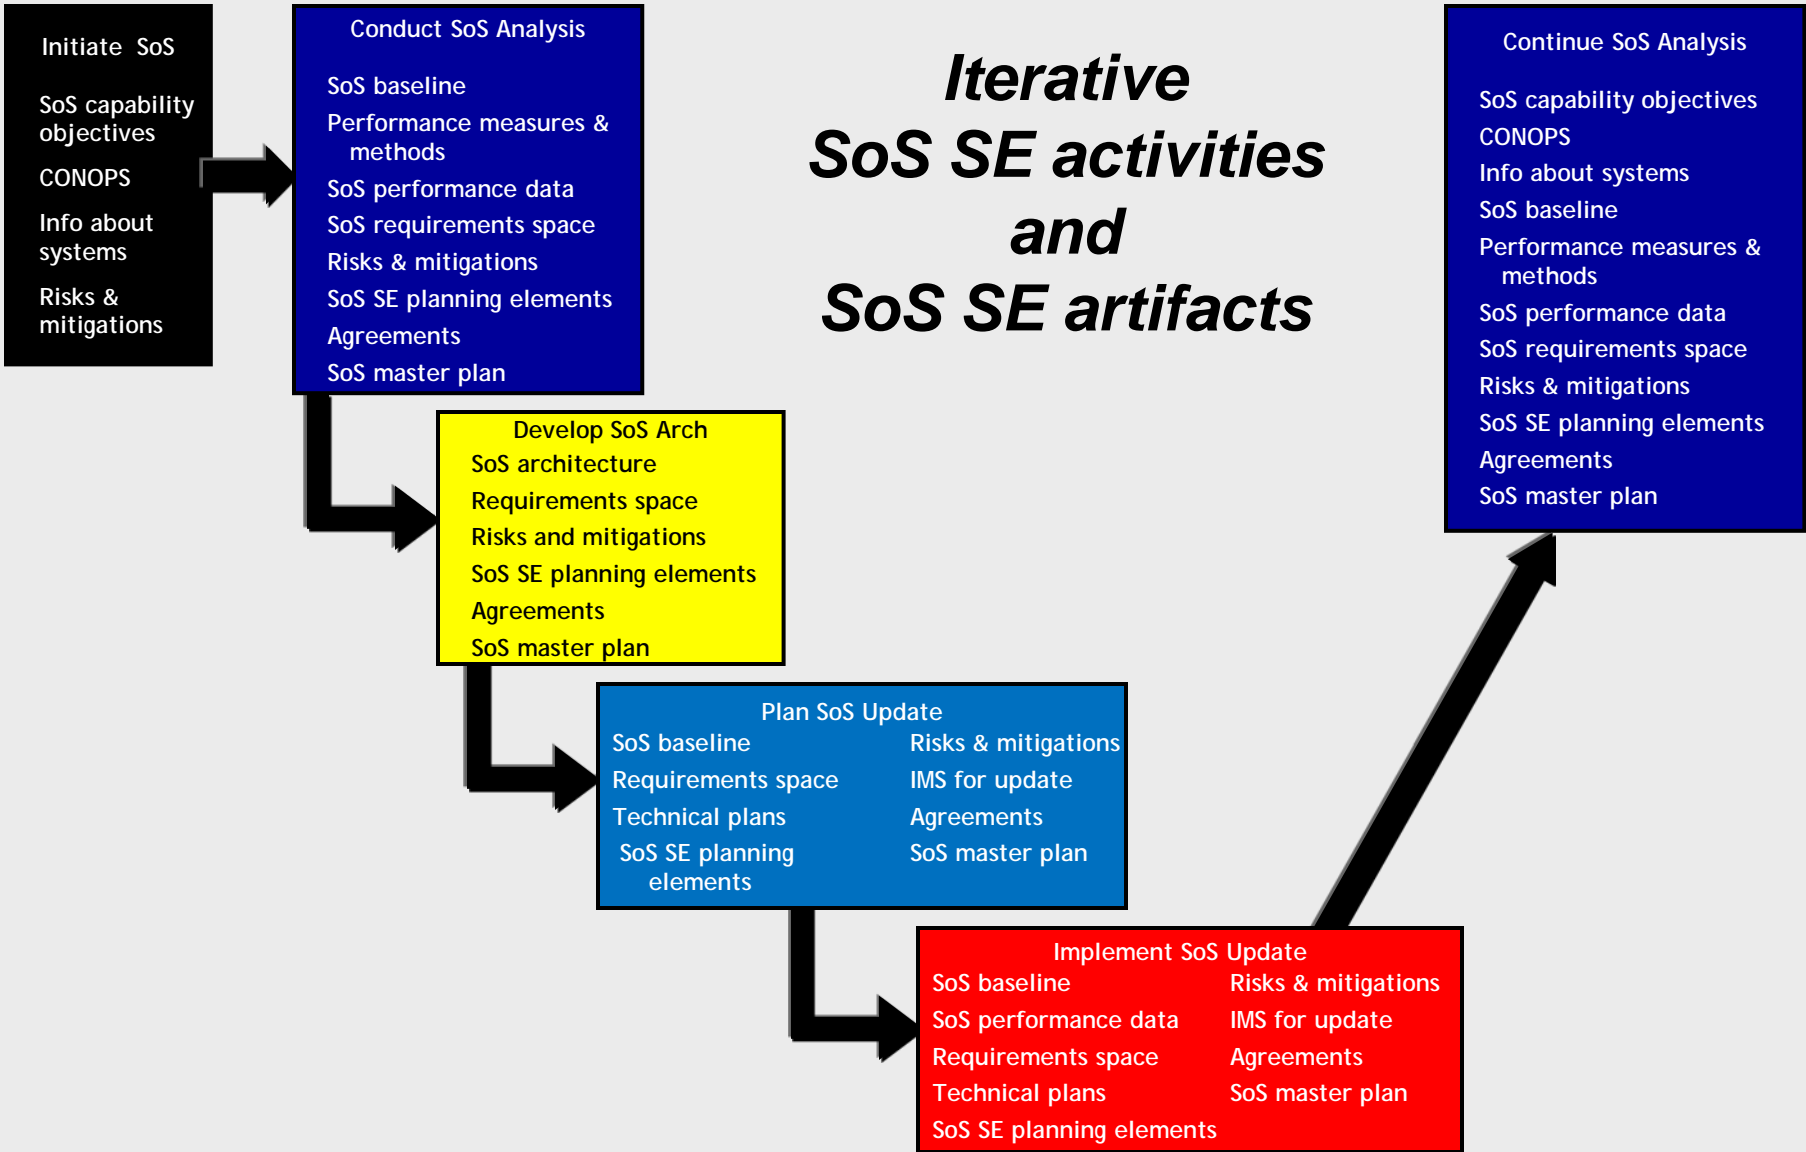 Initiate SoS
SoS capability
objectives
CONOPS
Info about
systems
Risks &
mitigations
Conduct SoS Analysis
SoS baseline
Performance measures &
methods
SoS performance data
SoS requirements space
Risks & mitigations
SoS SE planning elements
Agreements
SoS master plan
Iterative
SoS SE activities
and
SoS SE artifacts
Continue SoS Analysis
SoS capability objectives
CONOPS
Info about systems
SoS baseline
Performance measures &
methods
SoS performance data
SoS requirements space
Risks & mitigations
SoS SE planning elements
Agreements
SoS master plan
Develop SoS Arch
SoS architecture
Requirements space
Risks and mitigations
SoS SE planning elements
Agreements
SoS master plan
Plan SoS Update
SoS baseline
Requirements space
Technical plans
SoS SE planning
elements
Risks & mitigations
IMS for update
Agreements
SoS master plan
Implement SoS Update
SoS baseline
SoS performance data
Requirements space
Technical plans
SoS SE planning elements
Risks & mitigations
IMS for update
Agreements
SoS master plan